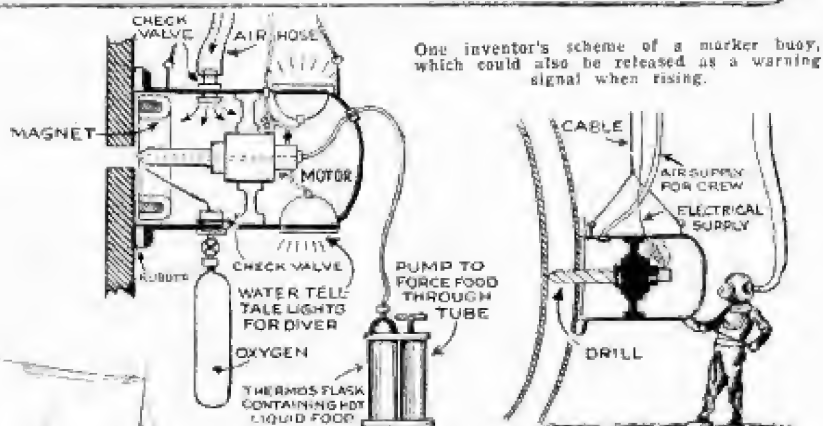 CHECK
VALVE
AIR HOSE
One inventor's scheme of a marker buoy,
which could also be released as a warning
signal when rising.
MAGNET
MOTOR
CABLE
AIR SUPPLY
FOR CREW
ELECTRICAL
SUPPLY
CHECK VALVE
WATER TELL
TALE LIGHTS
FOR DIVER
PUMP TO
FORCE FOOD
THROUGH
TUBE
OXYGEN
DRILL
THERMOS FLASK
CONTAINING HOT
LIQUID FOOD